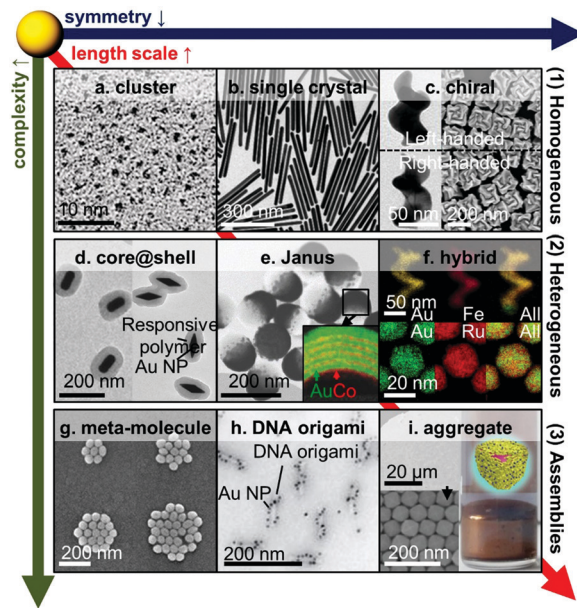 symmetry ↓
length scale ↑
complexity ↑
(1) Homogeneous
a. cluster
10 nm
b. single crystal
300 nm
c. chiral
Left-handed
Right-handed
50 nm
200 nm
(2) Heterogeneous
d. core@shell
Responsive
polymer
Au NP
200 nm
e. Janus
AuCo
200 nm
f. hybrid
50 nm
Au Fe All
Au Ru All
20 nm
(3) Assemblies
g. meta-molecule
200 nm
h. DNA origami
DNA origami
Au NP
200 nm
i. aggregate
20 µm
200 nm